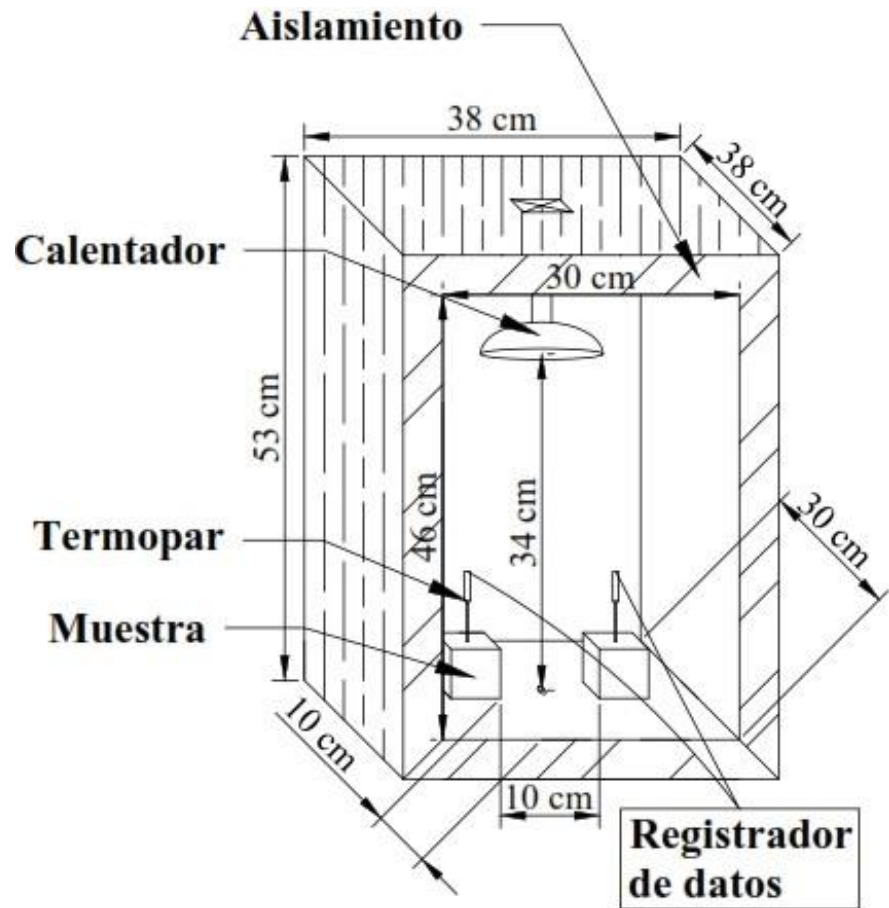 Aislamiento
38 cm
38 cm
Calentador
30 cm
53 cm
46 cm
34 cm
30 cm
Termopar
Muestra
10 cm
10 cm
Registrador
de datos